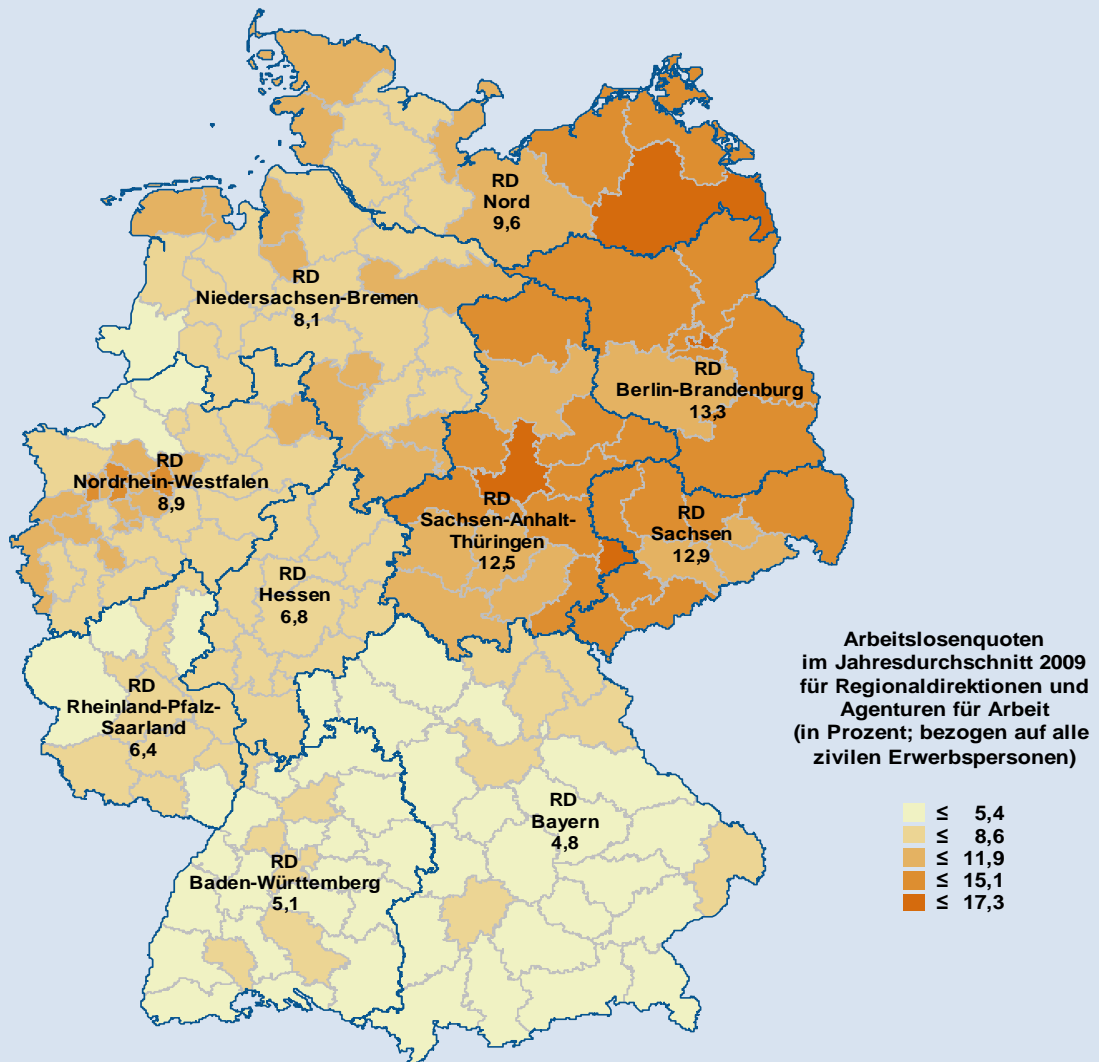 RD
Nord
9,6
RD
Niedersachsen-Bremen
8,1
RD
Berlin-Brandenburg
13,3
RD
Nordrhein-Westfalen
8,9
RD
Sachsen-Anhalt-
Thüringen
12,5
RD
Sachsen
12,9
RD
Hessen
6,8
RD
Rheinland-Pfalz-
Saarland
6,4
RD
Bayern
4,8
RD
Baden-Württemberg
5,1
Arbeitslosenquoten
im Jahresdurchschnitt 2009
für Regionaldirektionen und
Agenturen für Arbeit
(in Prozent; bezogen auf alle
zivilen Erwerbspersonen)
≤ 5,4
≤ 8,6
≤ 11,9
≤ 15,1
≤ 17,3